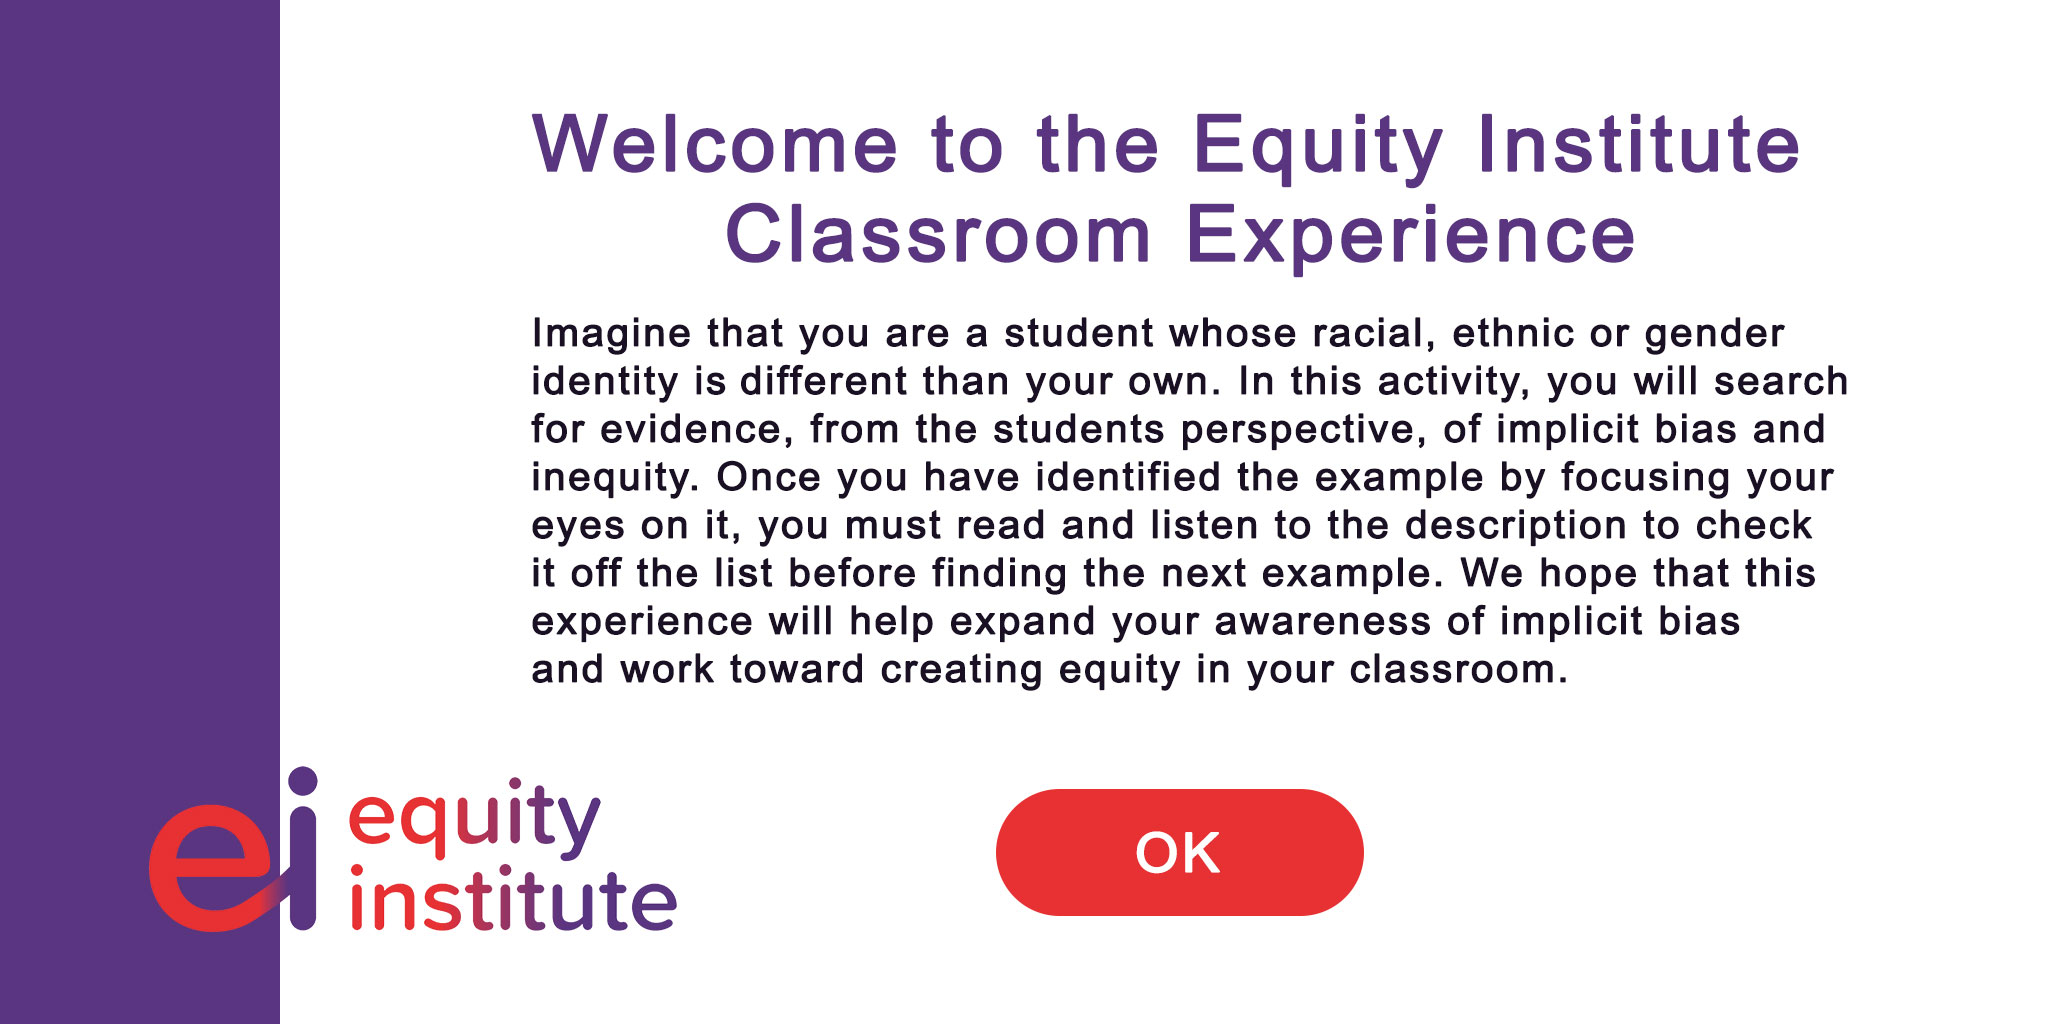 Welcome to the Equity Institute
Classroom Experience
Imagine that you are a student whose racial, ethnic or gender
identity is different than your own. In this activity, you will search
for evidence, from the students perspective, of implicit bias and
inequity. Once you have identified the example by focusing your
eyes on it, you must read and listen to the description to check
it off the list before finding the next example. We hope that this
experience will help expand your awareness of implicit bias
and work toward creating equity in your classroom.
ei
equity
institute
OK